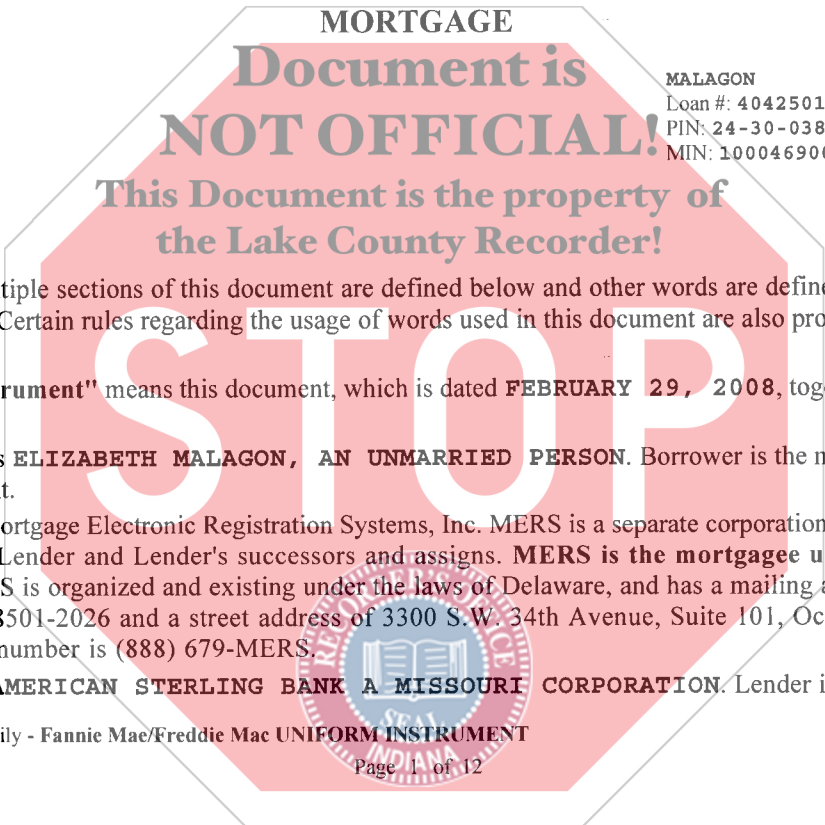 MORTGAGE
Document is
NOT OFFICIAL!
This Document is the property of
the Lake County Recorder!
MALAGON
Loan #: 4042501
PIN: 24-30-038
MIN: 100046900
tiple sections of this document are defined below and other words are define
Certain rules regarding the usage of words used in this document are also pro
rument" means this document, which is dated FEBRUARY 29, 2008, tog
STOP
s ELIZABETH MALAGON, AN UNMARRIED PERSON. Borrower is the m
t.
ortgage Electronic Registration Systems, Inc. MERS is a separate corporation
Lender and Lender's successors and assigns. MERS is the mortgagee u
S is organized and existing under the laws of Delaware, and has a mailing a
8501-2026 and a street address of 3300 S.W. 34th Avenue, Suite 101, Oc
number is (888) 679-MERS.
AMERICAN STERLING BANK A MISSOURI CORPORATION. Lender i
RECORDER'S OFFICE
SEAL
INDIANA
ily - Fannie Mae/Freddie Mac UNIFORM INSTRUMENT
Page 1 of 12